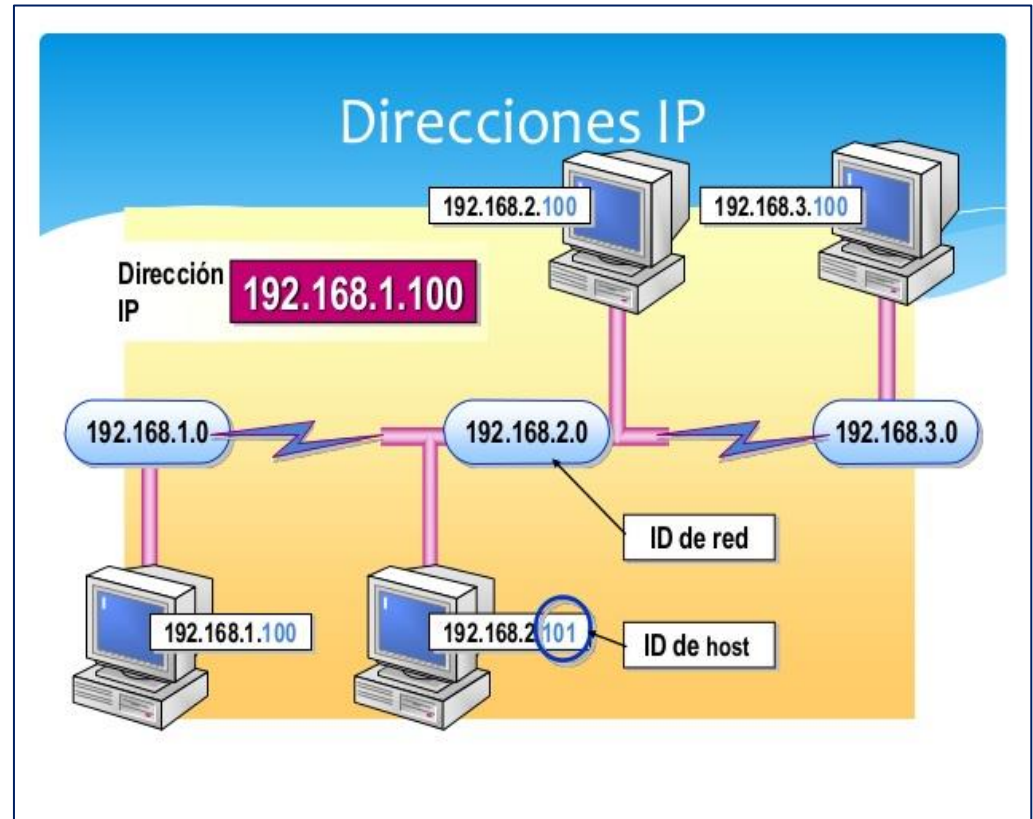 Direcciones IP
192.168.2.100
192.168.3.100
Dirección
IP
192.168.1.100
192.168.1.0
192.168.2.0
192.168.3.0
ID de red
192.168.1.100
192.168.2.101
ID de host